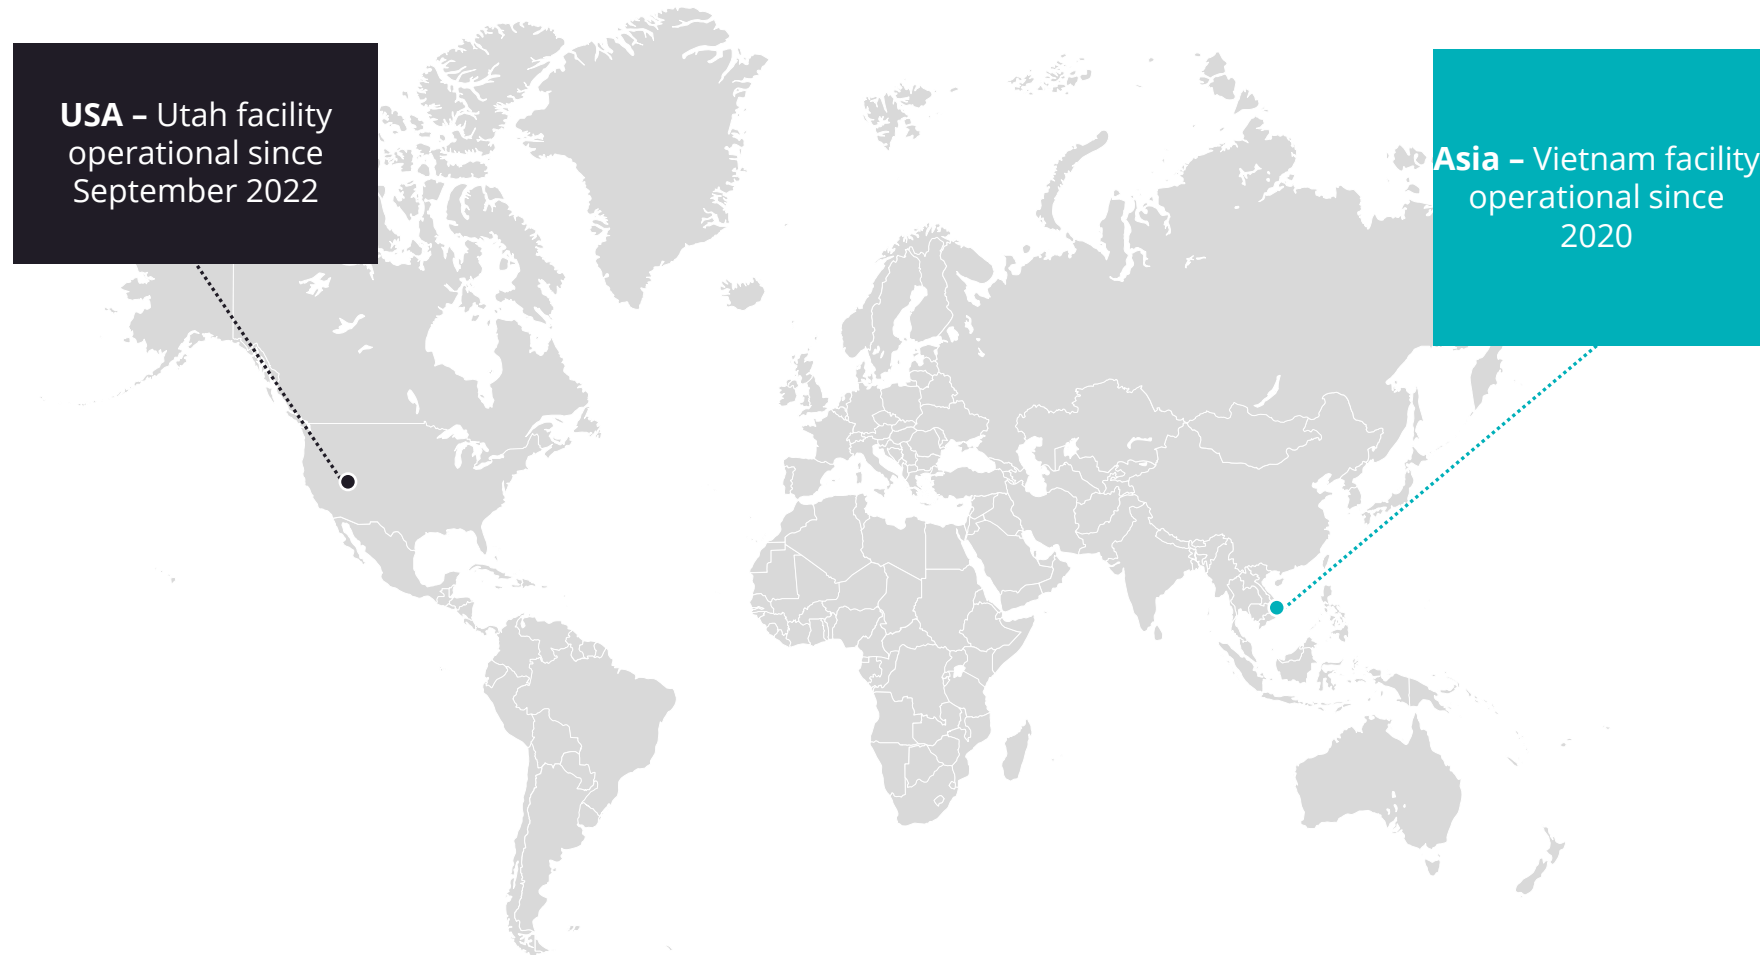 USA – Utah facility
operational since
September 2022
Asia – Vietnam facility
operational since
2020